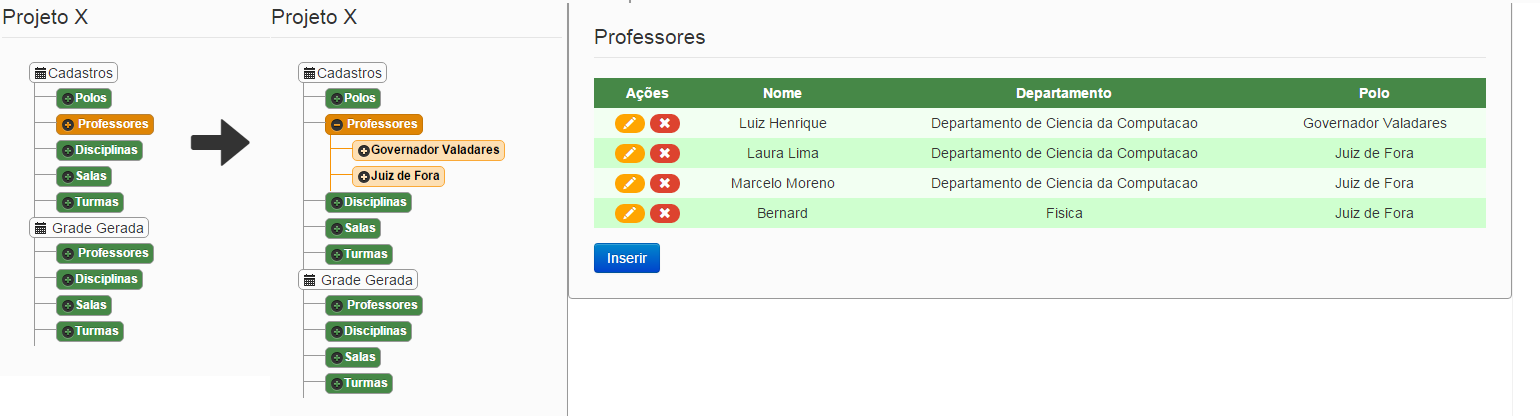 Projeto X
Cadastros
Polos
Professores
Disciplinas
Salas
Turmas
Grade Gerada
Professores
Disciplinas
Salas
Turmas
Projeto X
Cadastros
Polos
Professores
Governador Valadares
Juiz de Fora
Disciplinas
Salas
Turmas
Grade Gerada
Professores
Disciplinas
Salas
Turmas
Professores
Ações Nome Departamento Polo
Luiz Henrique Departamento de Ciencia da Computacao Governador Valadares
Laura Lima Departamento de Ciencia da Computacao Juiz de Fora
Marcelo Moreno Departamento de Ciencia da Computacao Juiz de Fora
Bernard Fisica Juiz de Fora
Inserir